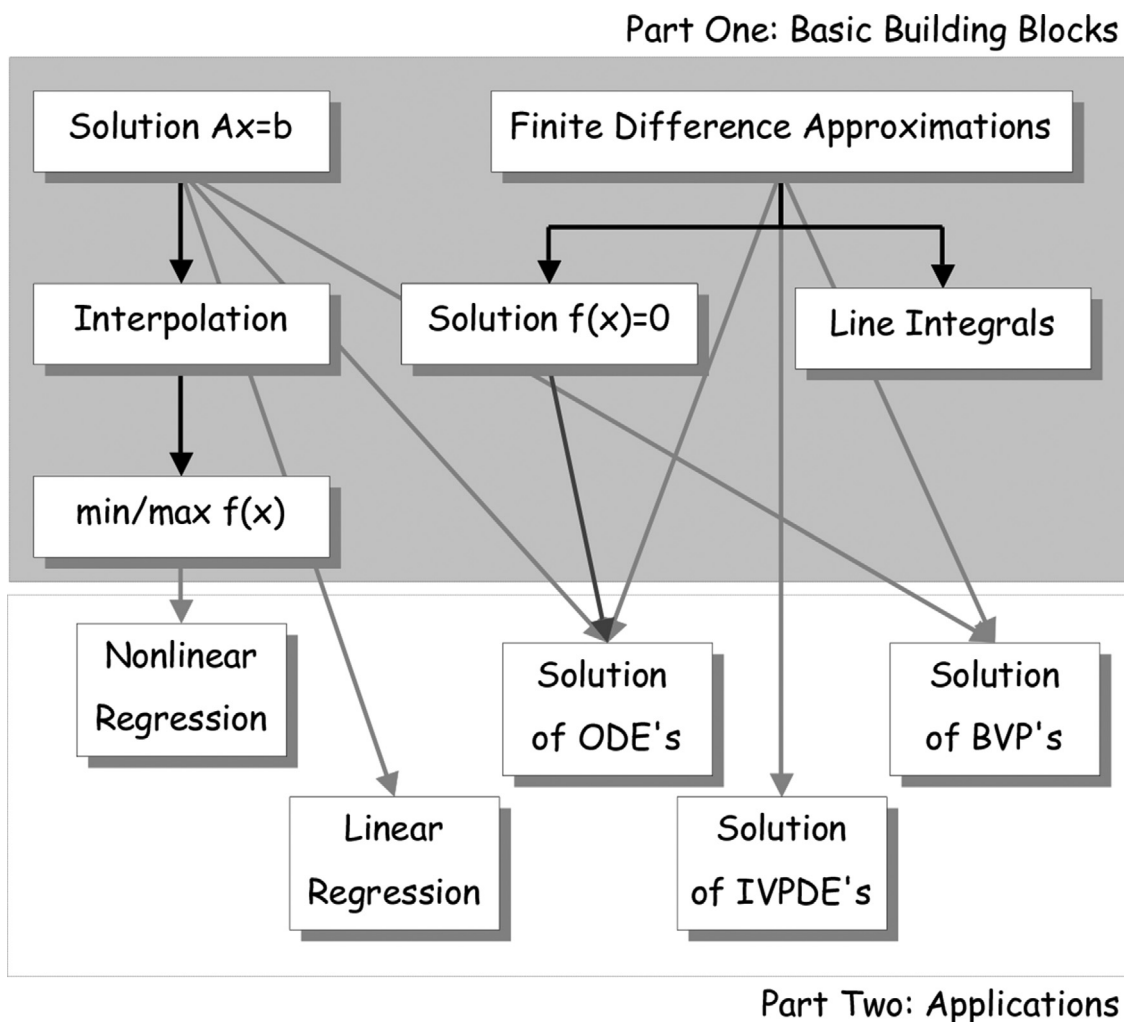 Part One: Basic Building Blocks
Solution Ax=b
Finite Difference Approximations
Interpolation
Solution f(x)=0
Line Integrals
min/max f(x)
Nonlinear
Regression
Solution
of ODE's
Solution
of BVP's
Linear
Regression
Solution
of IVPDE's
Part Two: Applications